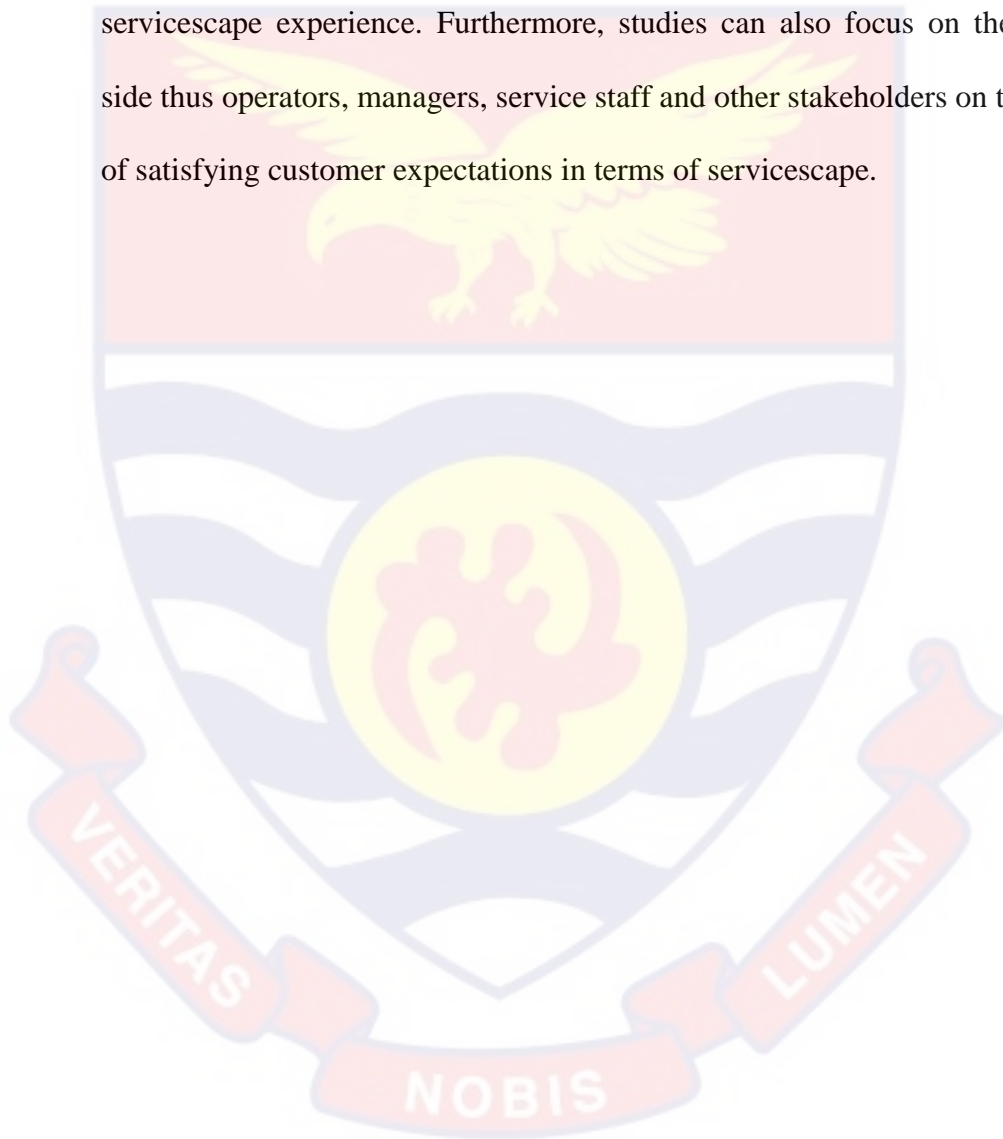 servicescape experience. Furthermore, studies can also focus on the
side thus operators, managers, service staff and other stakeholders on
of satisfying customer expectations in terms of servicescape.
VERITAS
NOBIS
LUMEN